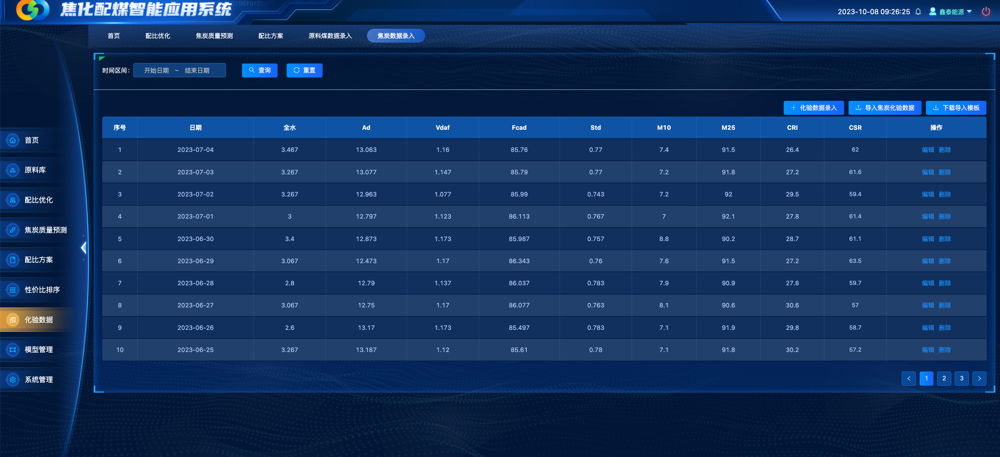 焦化配煤智能应用系统
2023-10-08 09:26:25 鑫泰能源
首页 配比优化 焦炭质量预测 配比方案 原料煤数据录入 焦炭数据录入
时间区间: 开始日期 ~ 结束日期 查询 重置
化验数据录入 导入焦炭化验数据 下载导入模板
序号 日期 全水 Ad Vdaf Fcad Std M10 M25 CRI CSR 操作
1 2023-07-04 3.467 13.063 1.16 85.76 0.77 7.4 91.5 26.4 62 编辑 删除
2 2023-07-03 3.267 13.077 1.147 85.79 0.77 7.2 91.8 27.2 61.6 编辑 删除
3 2023-07-02 3.267 12.963 1.077 85.99 0.743 7.2 92 29.5 59.4 编辑 删除
4 2023-07-01 3 12.797 1.123 86.113 0.767 7 92.1 27.8 61.4 编辑 删除
5 2023-06-30 3.4 12.873 1.173 85.987 0.757 8.8 90.2 28.7 61.1 编辑 删除
6 2023-06-29 3.067 12.473 1.17 86.343 0.76 7.6 91.5 27.2 63.5 编辑 删除
7 2023-06-28 2.8 12.79 1.137 86.037 0.783 7.9 90.9 27.8 59.7 编辑 删除
8 2023-06-27 3.067 12.75 1.17 86.077 0.763 8.1 90.6 30.6 57 编辑 删除
9 2023-06-26 2.6 13.17 1.173 85.497 0.783 7.1 91.9 29.8 58.7 编辑 删除
10 2023-06-25 3.267 13.187 1.12 85.61 0.78 7.1 91.8 30.2 57.2 编辑 删除
< 1 2 3 >
首页
原料库
配比优化
焦炭质量预测
配比方案
性价比排序
化验数据
模型管理
系统管理